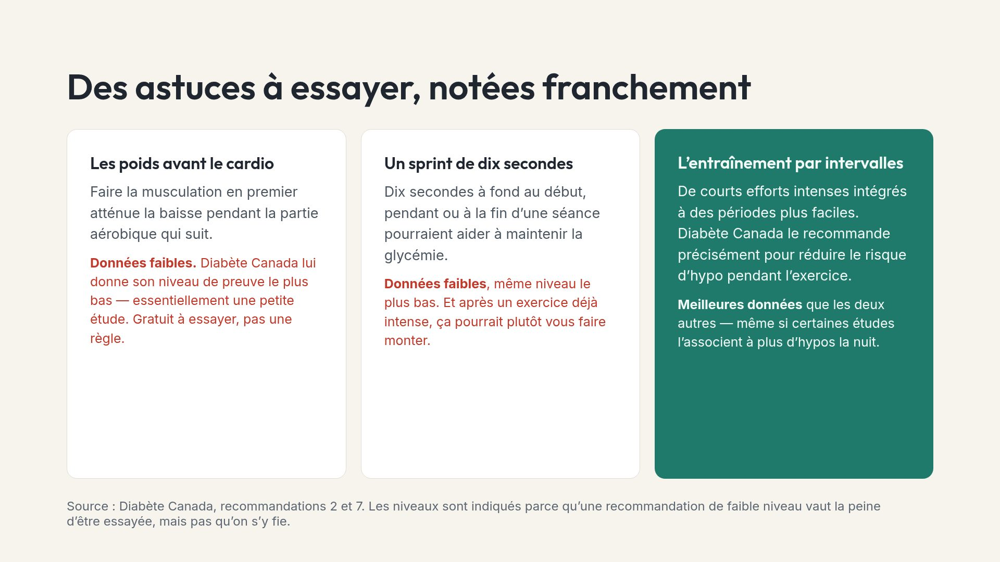 Des astuces à essayer, notées franchement
Les poids avant le cardio
Faire la musculation en premier
atténue la baisse pendant la partie
aérobique qui suit.
Données faibles. Diabète Canada lui
donne son niveau de preuve le plus
bas — essentiellement une petite
étude. Gratuit à essayer, pas une
règle.
Un sprint de dix secondes
Dix secondes à fond au début,
pendant ou à la fin d’une séance
pourraient aider à maintenir la
glycémie.
Données faibles, même niveau le
plus bas. Et après un exercice déjà
intense, ça pourrait plutôt vous faire
monter.
L’entraînement par intervalles
De courts efforts intenses intégrés
à des périodes plus faciles.
Diabète Canada le recommande
précisément pour réduire le risque
d’hypo pendant l’exercice.
Meilleures données que les deux
autres — même si certaines études
l’associent à plus d’hypos la nuit.
Source : Diabète Canada, recommandations 2 et 7. Les niveaux sont indiqués parce qu’une recommandation de faible niveau vaut la peine
d’être essayée, mais pas qu’on s’y fie.